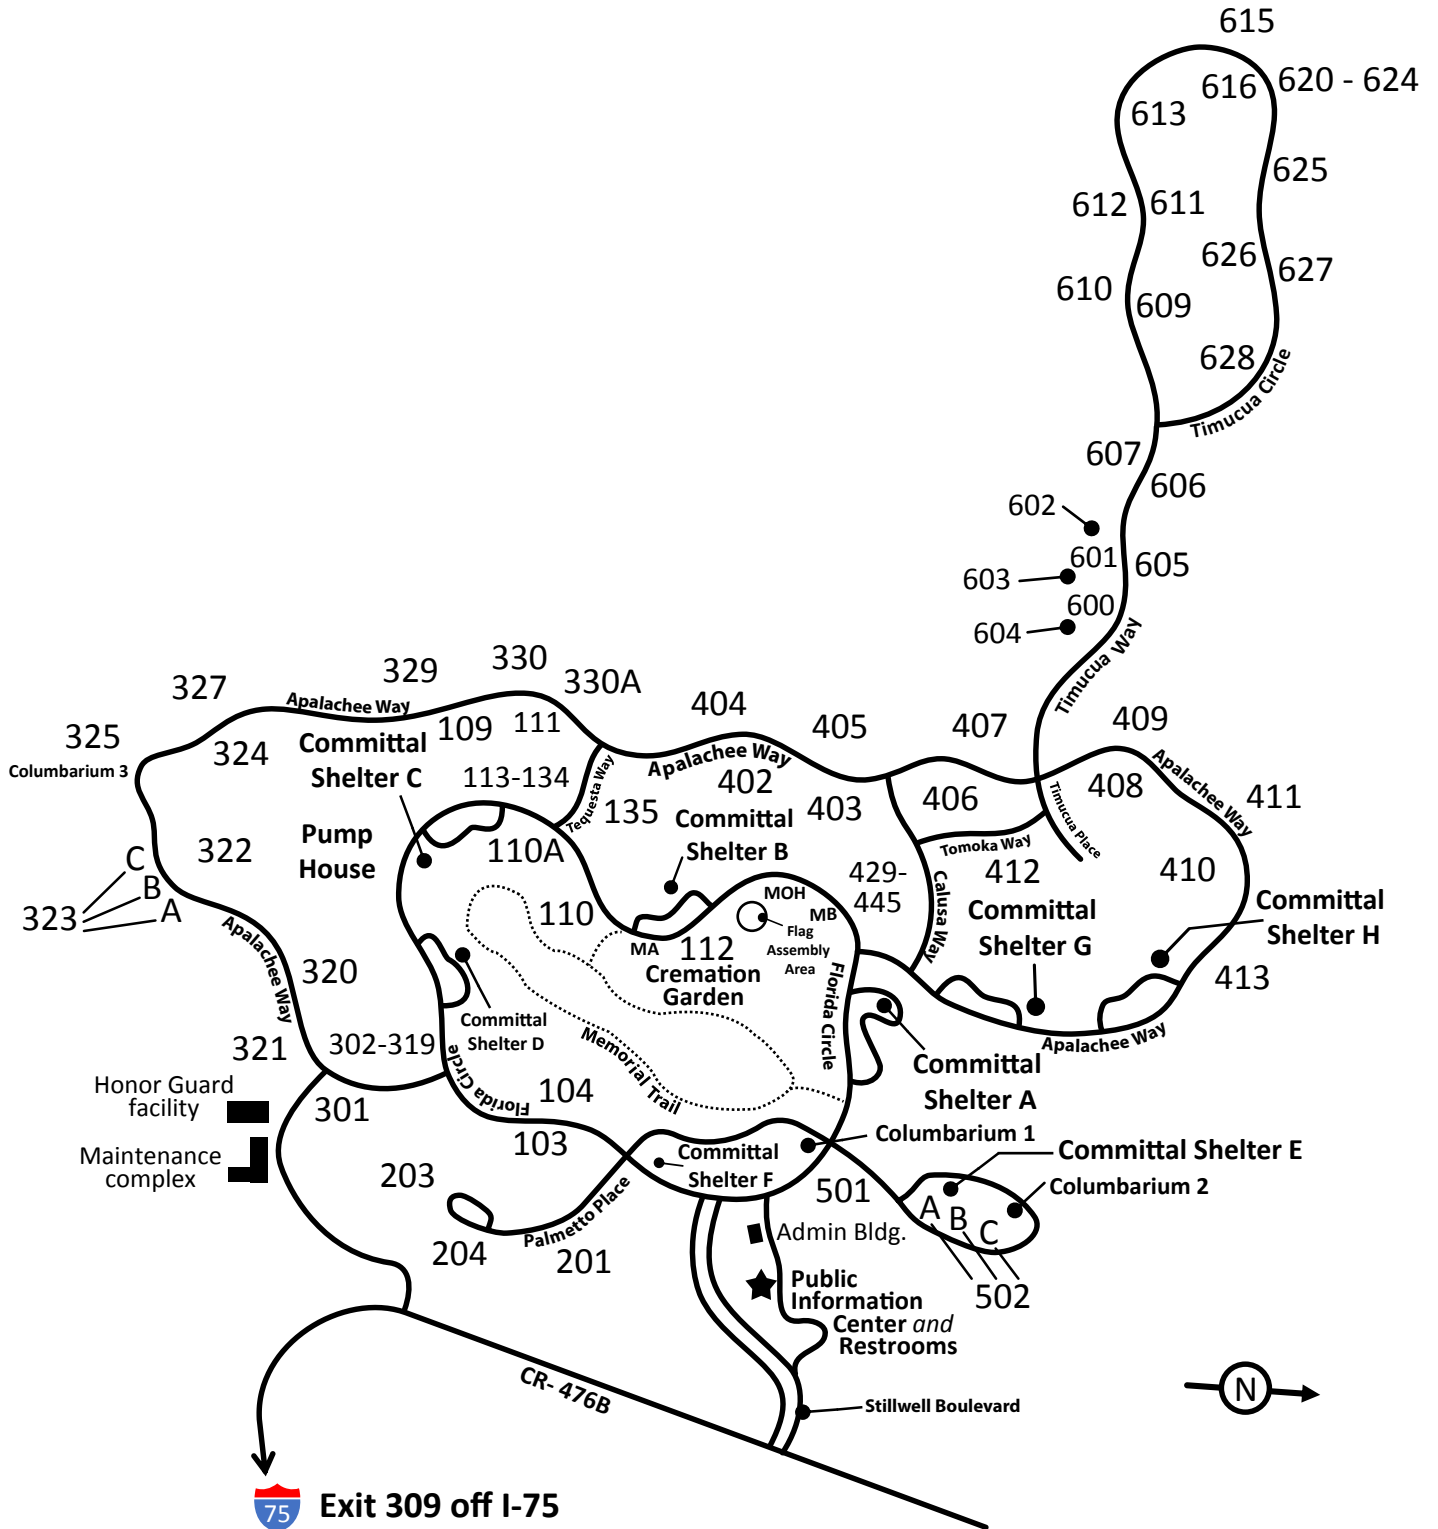 615
616
620 - 624
613
625
612
611
626
627
610
609
628
Timucua Circle
607
606
602
601
605
603
600
604
Timucua Way
330
329
330A
327
Apalachee Way
404
409
325
109
111
405
407
Columbarium 3
324
Committal
Shelter C
Apalachee Way
Apalachee Way
113-134
402
408
411
Tequesta Way
135
403
406
Timucua Place
Pump
House
322
110A
Committal
Shelter B
Tomoka Way
C
B
A
323
429-
445
412
410
MOH
MB
Calusa Way
110
Flag
Assembly
Area
Committal
Shelter G
Committal
Shelter H
Apalachee Way
MA
112
Cremation
Garden
Florida Circle
320
413
Committal
Shelter D
Memorial Trail
321
302-319
Florida Circle
Apalachee Way
Honor Guard
facility
301
104
Committal
Shelter A
103
Columbarium 1
Maintenance
complex
Committal
Shelter F
Committal Shelter E
203
501
Columbarium 2
A
B
C
Palmetto Place
204
201
Admin Bldg.
502
Public
Information
Center and
Restrooms
CR- 476B
N
Stillwell Boulevard
75
Exit 309 off I-75